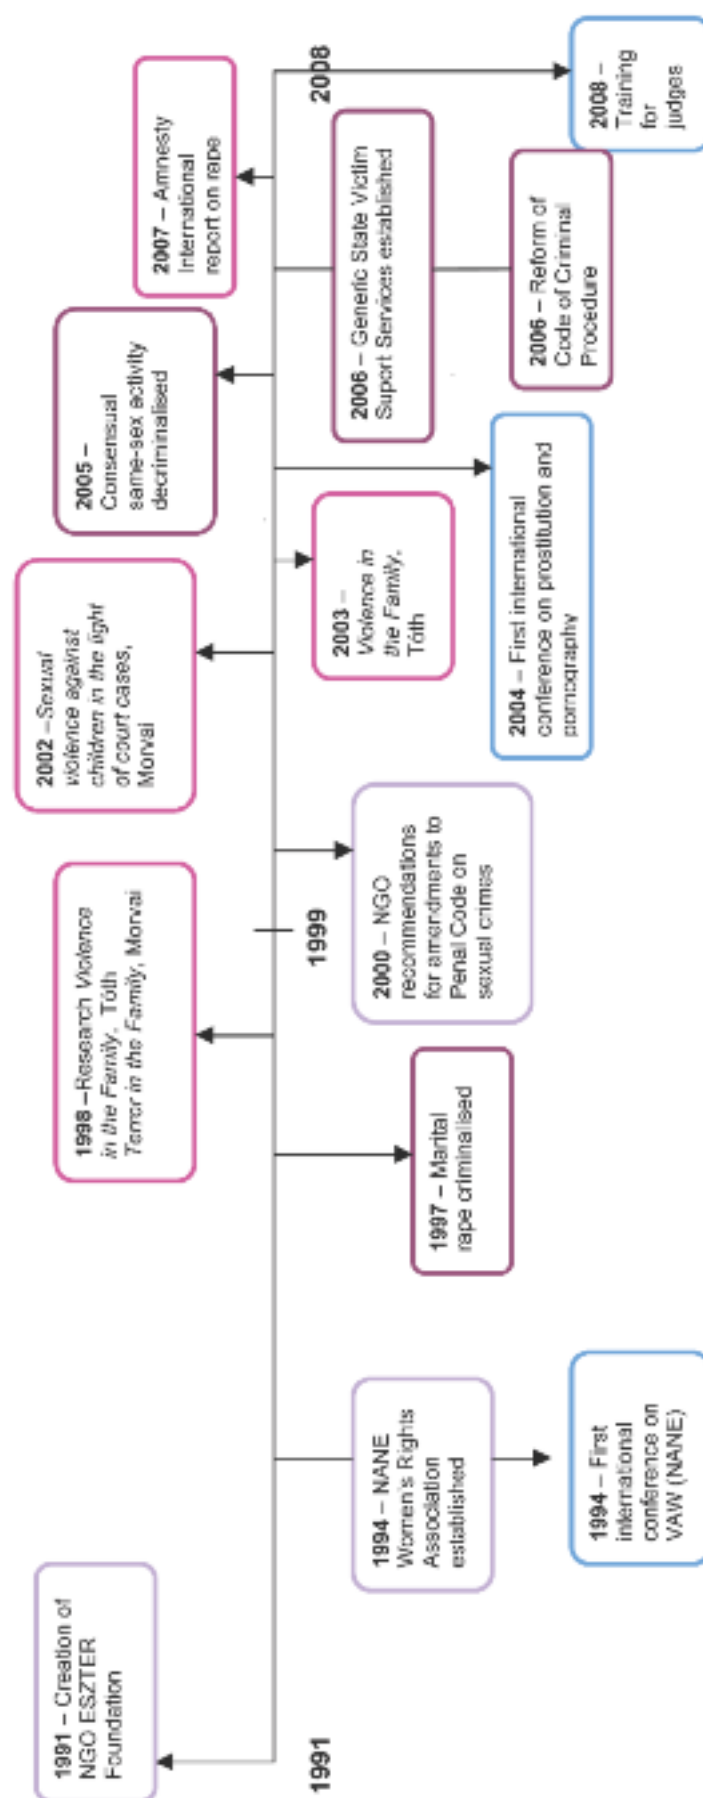 1991 – Creation of
NGO ESZTER
Foundation
1998 –Research Violence
in the Family, Tóth
Terror in the Family, Morvai
2002 –Sexual
violence against
children in the light
of court cases,
Morvai
2005 –
Consensual
same-sex activity
decriminalised
2007 – Amnesty
International
report on rape
1991
1999
2008
1994 – NANE
Women's Rights
Association
established
1994 – First
international
conference on
VAW (NANE)
1997 – Marital
rape criminalised
2000 – NGO
recommendations
for amendments to
Penal Code on
sexual crimes
2003 –
Violence in
the Family,
Tóth
2004 – First international
conference on prostitution and
pornography
2006 – Generic State Victim
Suport Services established
2006 – Reform of
Code of Criminal
Procedure
2008 –
Training
for
judges